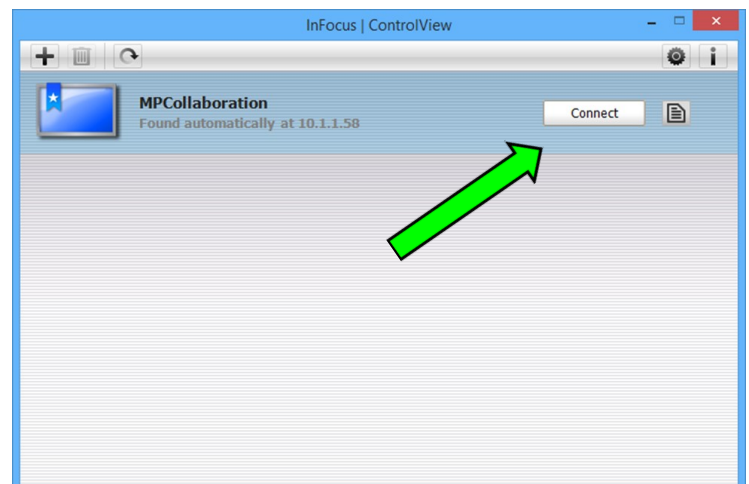 InFocus | ControlView
MPCollaboration
Found automatically at 10.1.1.58
Connect